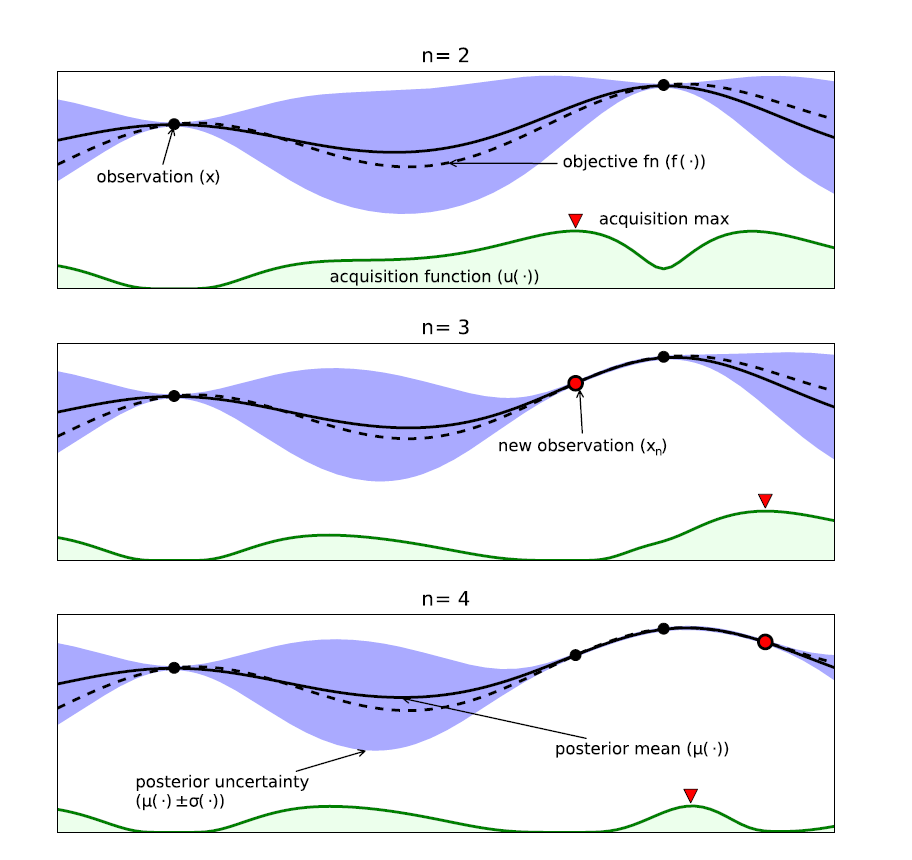 n= 2
observation (x)
objective fn (f( ·))
acquisition max
acquisition function (u( ·))
n= 3
new observation (xₙ)
n= 4
posterior mean (μ( ·))
posterior uncertainty
(μ( ·) ±σ( ·))